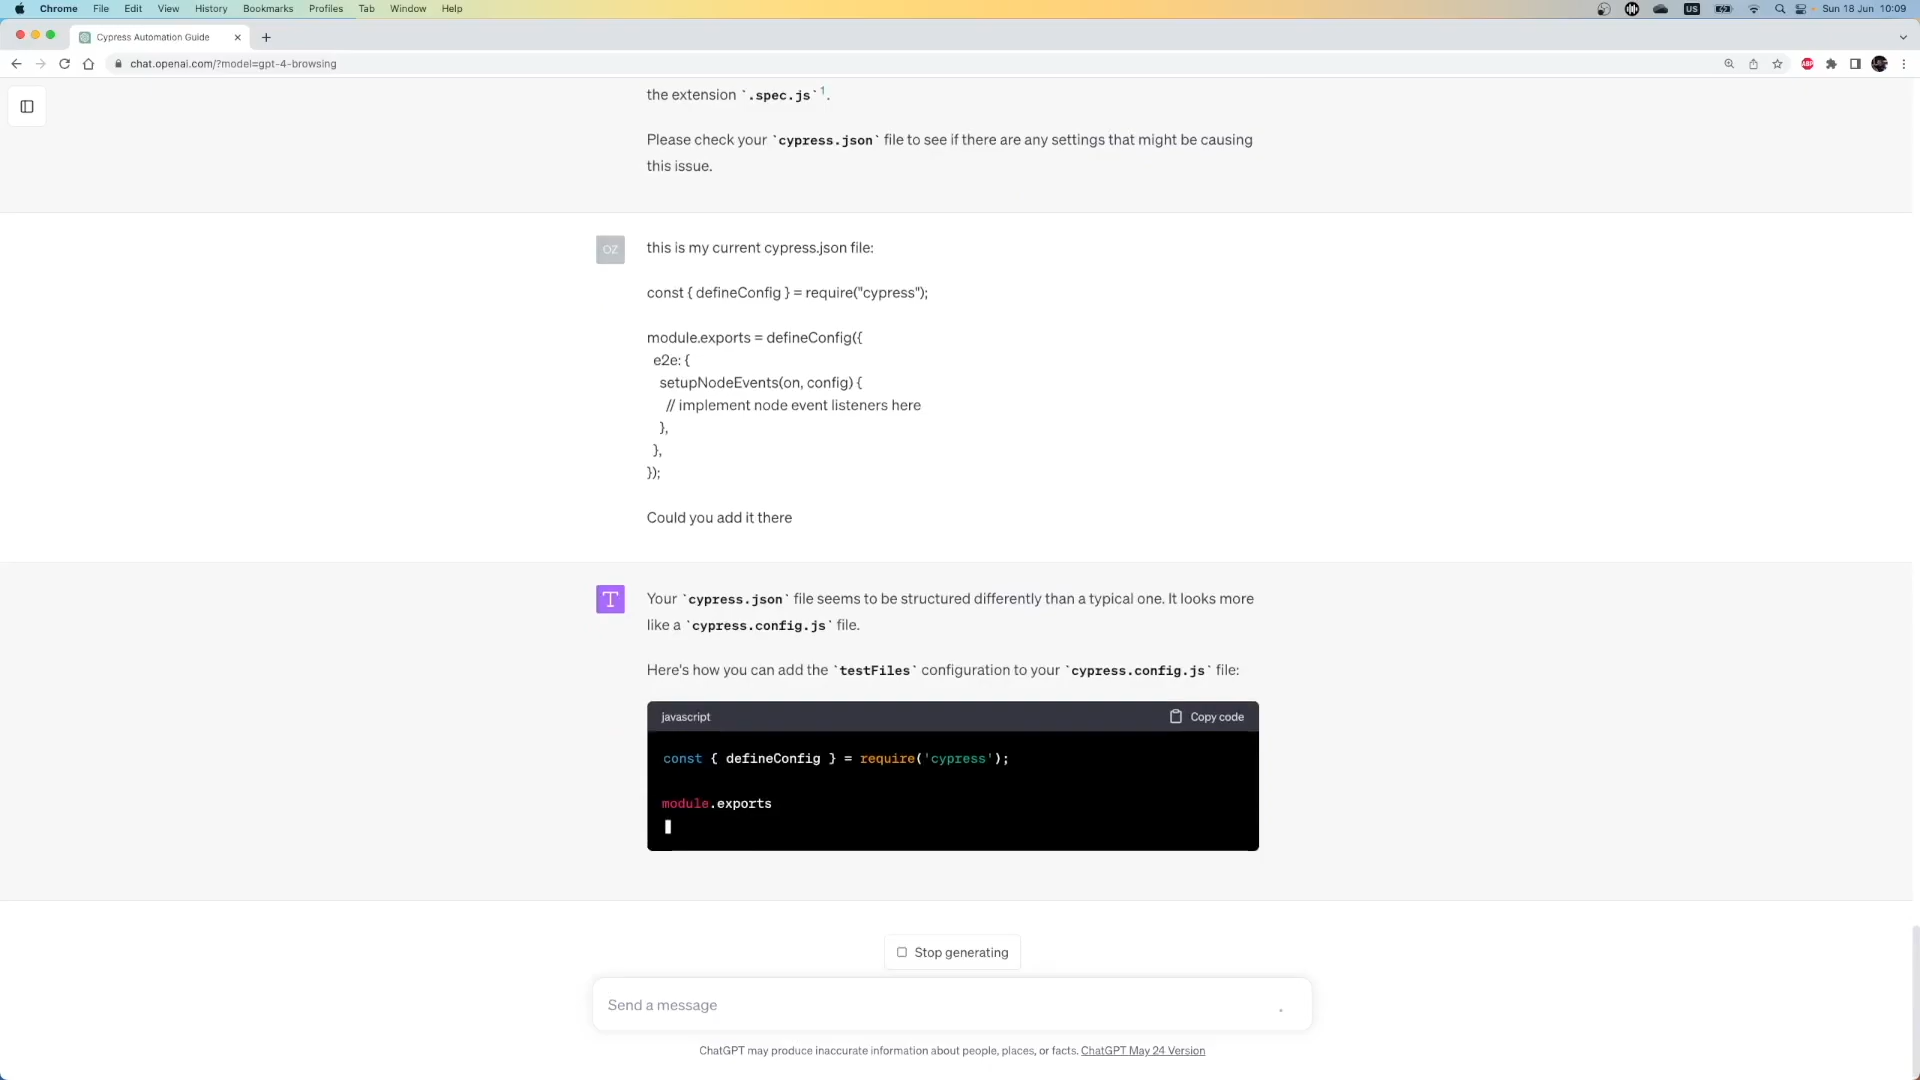 Chrome File Edit View History Bookmarks Profiles Tab Window Help US Sun 18 Jun 10:09
Cypress Automation Guide
chat.openai.com/?model=gpt-4-browsing ABP
the extension `.spec.js`1.
Please check your `cypress.json` file to see if there are any settings that might be causing
this issue.
OZ
this is my current cypress.json file:
const { defineConfig } = require("cypress");
module.exports = defineConfig({
e2e: {
setupNodeEvents(on, config) {
// implement node event listeners here
},
},
});
Could you add it there
T
Your `cypress.json` file seems to be structured differently than a typical one. It looks more
like a `cypress.config.js` file.
Here's how you can add the `testFiles` configuration to your `cypress.config.js` file:
javascript Copy code
const { defineConfig } = require('cypress');
module.exports
Stop generating
Send a message
ChatGPT may produce inaccurate information about people, places, or facts. ChatGPT May 24 Version